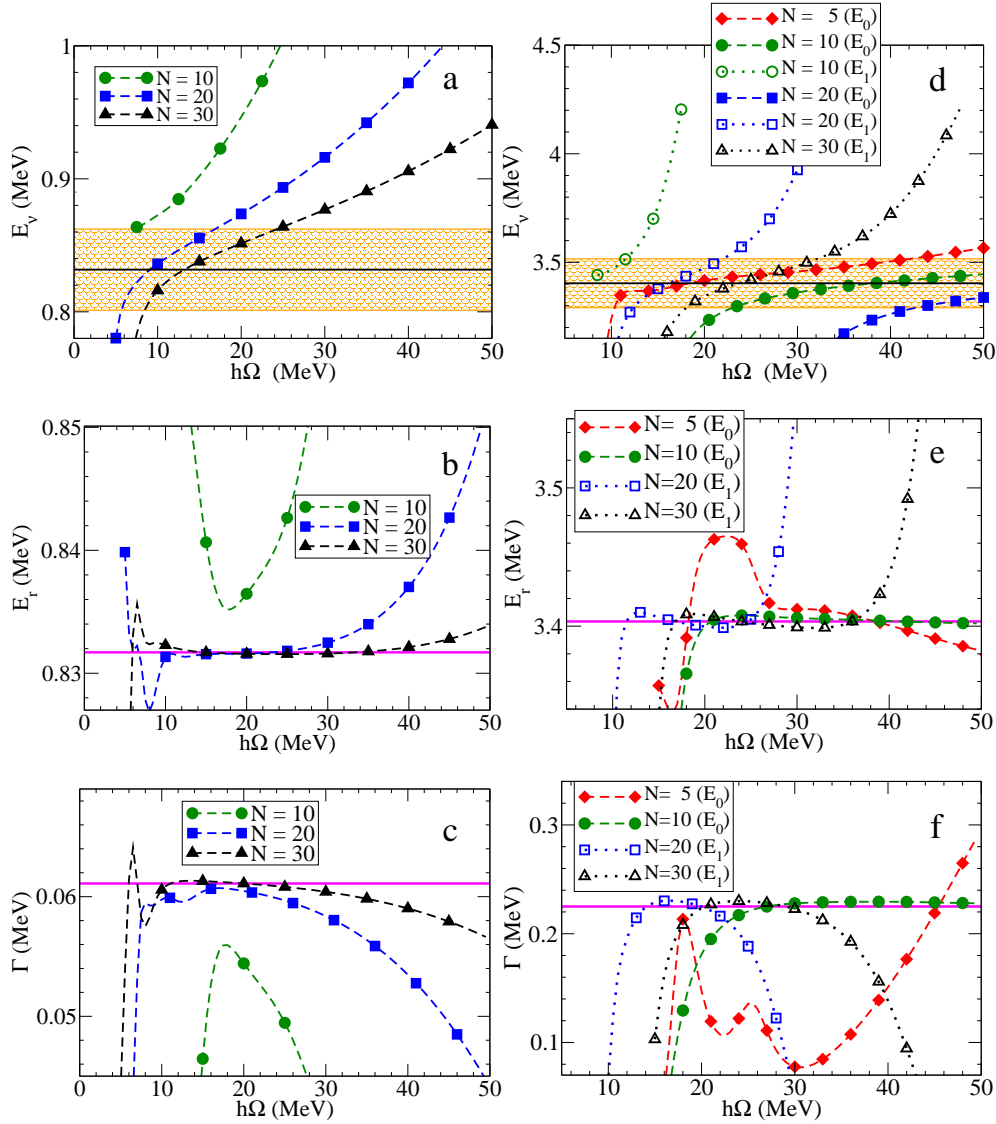 1
0.9
0.8
E_ν (MeV)
N = 10
N = 20
N = 30
a
0 10 20 30 40 50
hΩ (MeV)
4.5
4
3.5
E_ν (MeV)
N = 5 (E_0)
N = 10 (E_0)
N = 10 (E_1)
N = 20 (E_0)
N = 20 (E_1)
N = 30 (E_1)
d
10 20 30 40 50
hΩ (MeV)
0.85
0.84
0.83
E_r (MeV)
b
N = 10
N = 20
N = 30
0 10 20 30 40 50
hΩ (MeV)
3.5
3.4
E_r (MeV)
N= 5 (E_0)
N=10 (E_0)
N=20 (E_1)
N=30 (E_1)
e
10 20 30 40 50
hΩ (MeV)
0.06
0.05
Γ (MeV)
N = 10
N = 20
N = 30
c
0 10 20 30 40 50
hΩ (MeV)
0.3
0.2
0.1
Γ (MeV)
N= 5 (E_0)
N=10 (E_0)
N=20 (E_1)
N=30 (E_1)
f
10 20 30 40 50
hΩ (MeV)